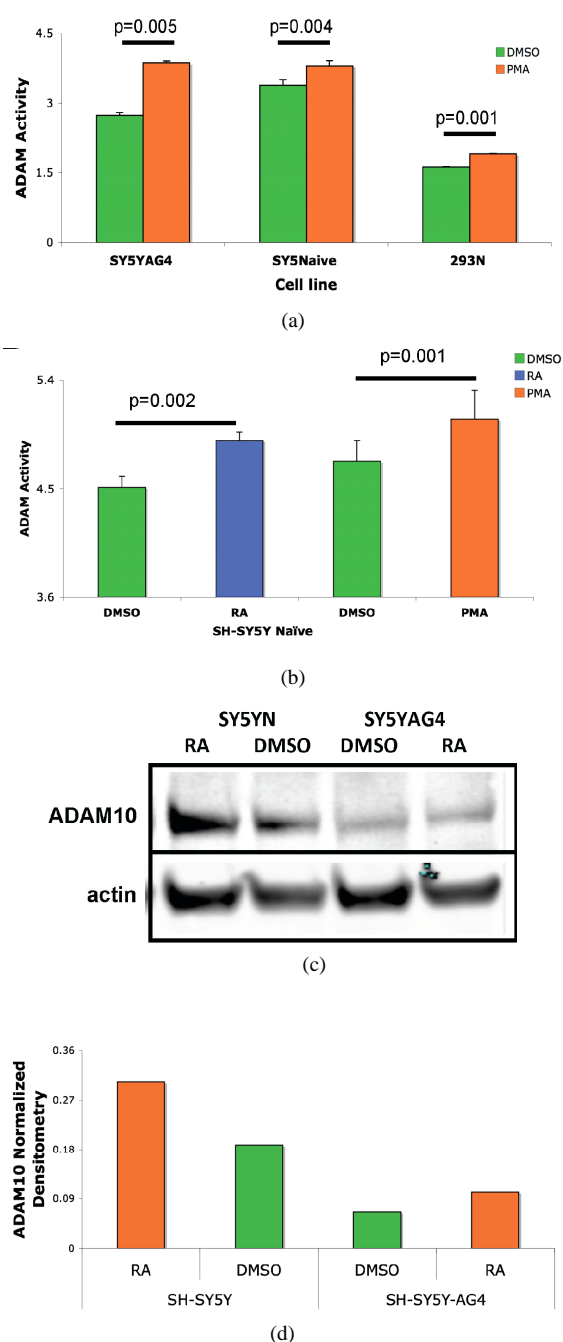 4.5
p=0.005
p=0.004
DMSO
PMA
3
p=0.001
1.5
0
ADAM Activity
SY5YAG4 SY5Naive 293N
Cell line
(a)
DMSO
RA
PMA
5.4
p=0.001
p=0.002
4.5
3.6
ADAM Activity
DMSO RA DMSO PMA
SH-SY5Y Naïve
(b)
SY5YN SY5YAG4
RA DMSO DMSO RA
ADAM10
actin
(c)
0.36
0.27
0.18
0.09
0
ADAM10 Normalized
Densitometry
RA DMSO DMSO RA
SH-SY5Y SH-SY5Y-AG4
(d)